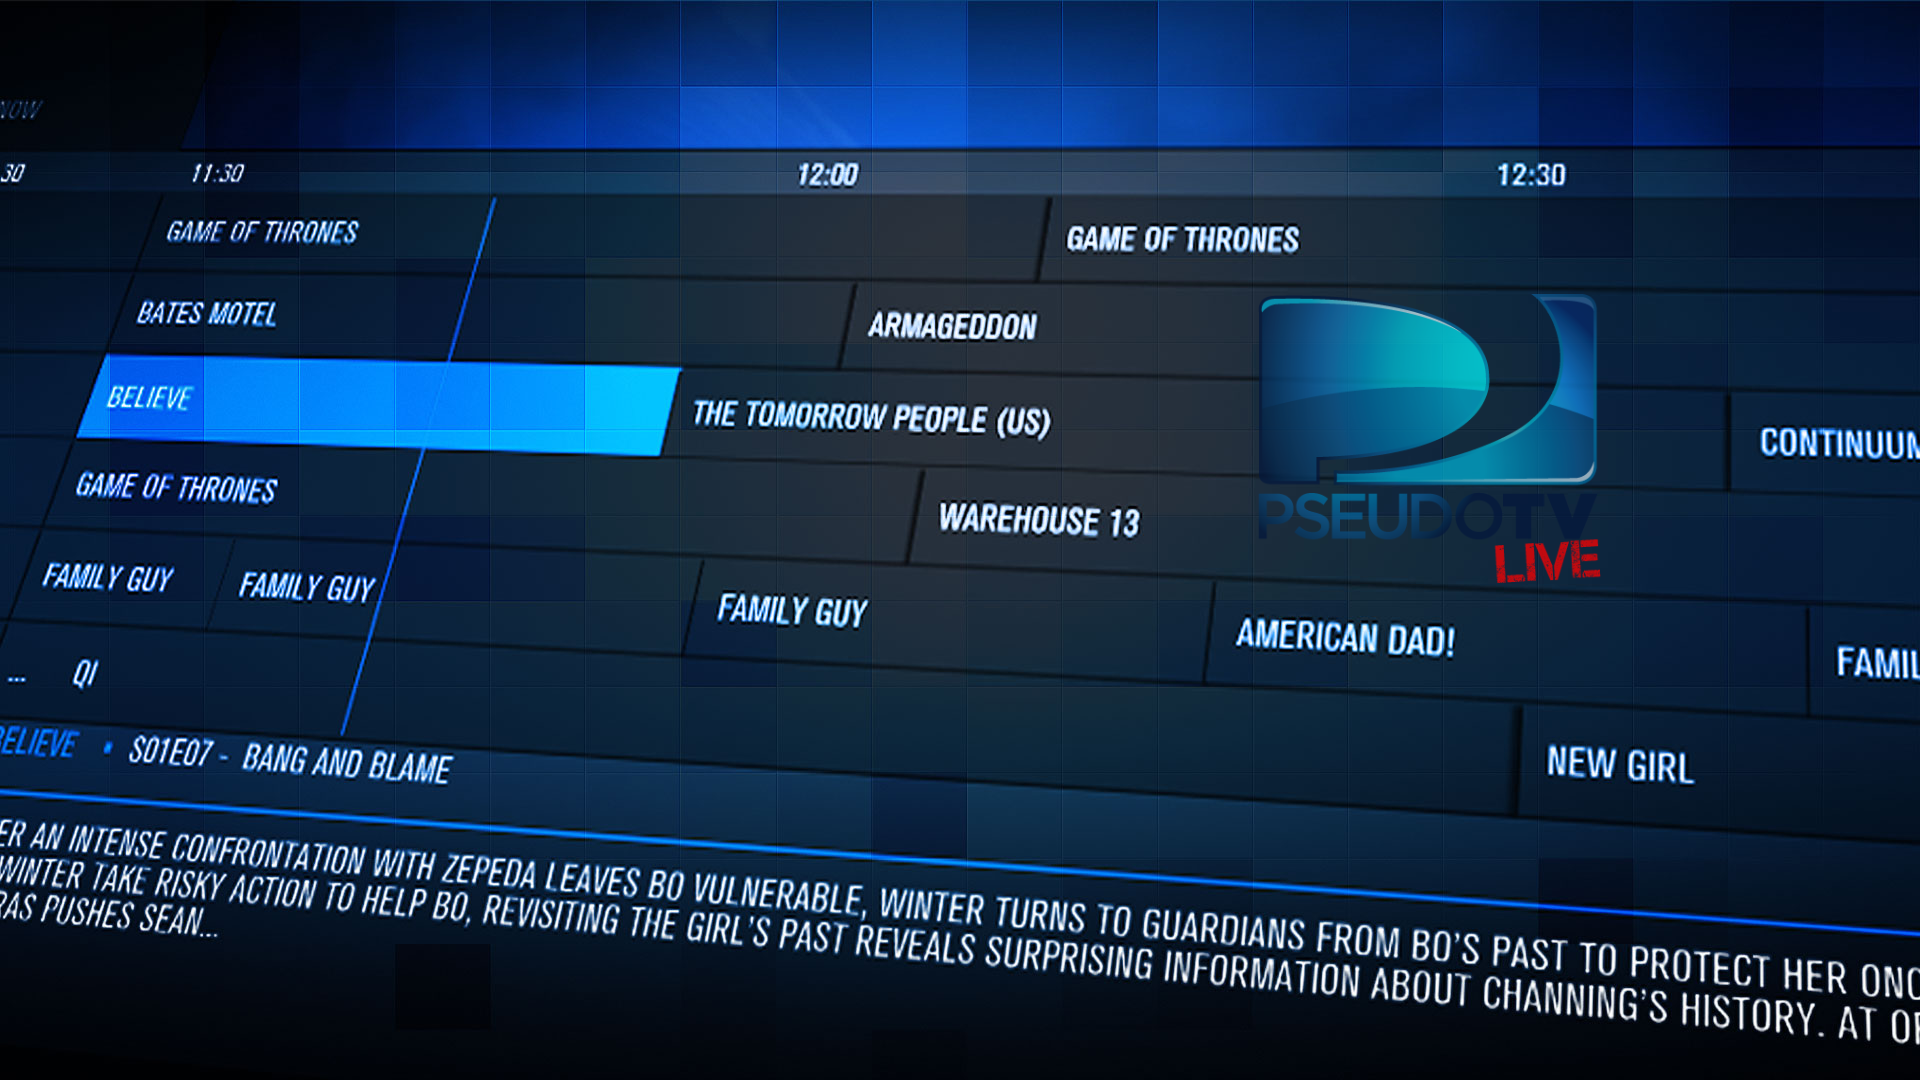 NOW
30 11:30 12:00 12:30
GAME OF THRONES GAME OF THRONES
BATES MOTEL ARMAGEDDON
BELIEVE THE TOMORROW PEOPLE (US) CONTINUUM
GAME OF THRONES WAREHOUSE 13
PSEUDOTV
LIVE
FAMILY GUY FAMILY GUY FAMILY GUY AMERICAN DAD! FAMIL
... QI NEW GIRL
BELIEVE • S01E07 - BANG AND BLAME
ER AN INTENSE CONFRONTATION WITH ZEPEDA LEAVES BO VULNERABLE, WINTER TURNS TO GUARDIANS FROM BO'S PAST TO PROTECT HER ONC
WINTER TAKE RISKY ACTION TO HELP BO, REVISITING THE GIRL'S PAST REVEALS SURPRISING INFORMATION ABOUT CHANNING'S HISTORY. AT OR
RAS PUSHES SEAN...